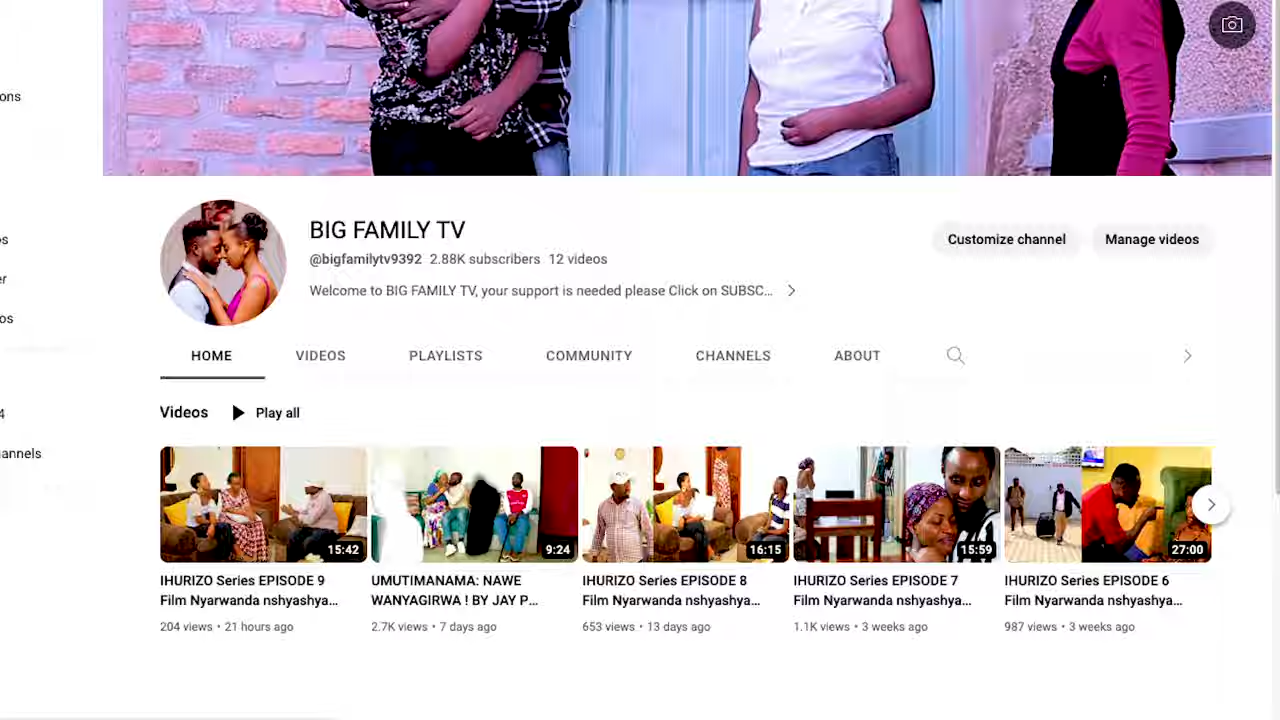 ons
s
er
os
4
annels
BIG FAMILY TV
@bigfamilytv9392 2.88K subscribers 12 videos
Welcome to BIG FAMILY TV, your support is needed please Click on SUBSC...
Customize channel
Manage videos
HOME
VIDEOS
PLAYLISTS
COMMUNITY
CHANNELS
ABOUT
Videos
Play all
15:42
IHURIZO Series EPISODE 9
Film Nyarwanda nshyashya...
204 views • 21 hours ago
9:24
UMUTIMANAMA: NAWE
WANYAGIRWA ! BY JAY P...
2.7K views • 7 days ago
16:15
IHURIZO Series EPISODE 8
Film Nyarwanda nshyashya...
653 views • 13 days ago
15:59
IHURIZO Series EPISODE 7
Film Nyarwanda nshyashya...
1.1K views • 3 weeks ago
27:00
IHURIZO Series EPISODE 6
Film Nyarwanda nshyashya...
987 views • 3 weeks ago